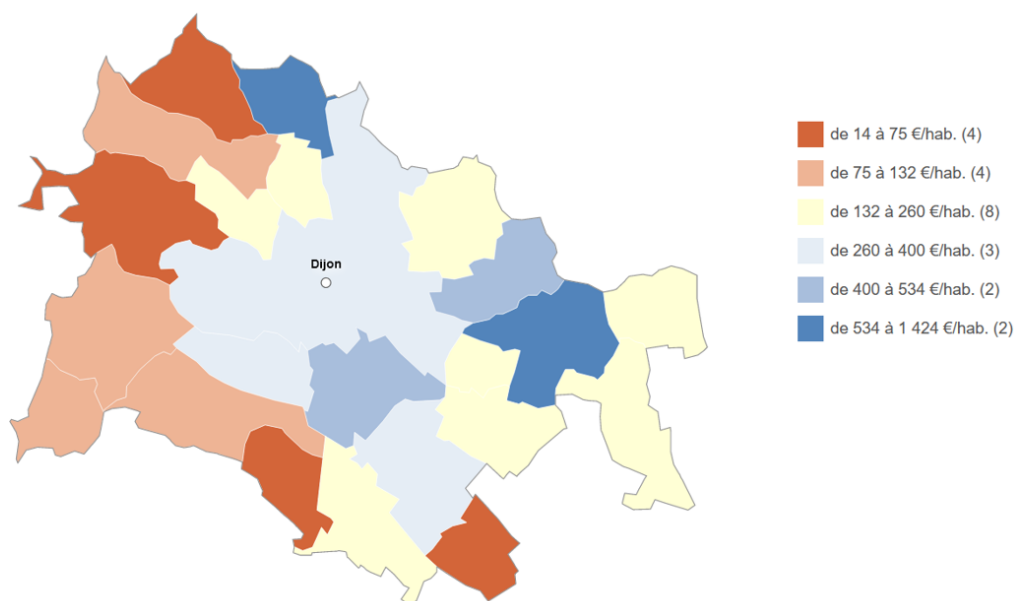 Dijon
de 14 à 75 €/hab. (4)
de 75 à 132 €/hab. (4)
de 132 à 260 €/hab. (8)
de 260 à 400 €/hab. (3)
de 400 à 534 €/hab. (2)
de 534 à 1 424 €/hab. (2)